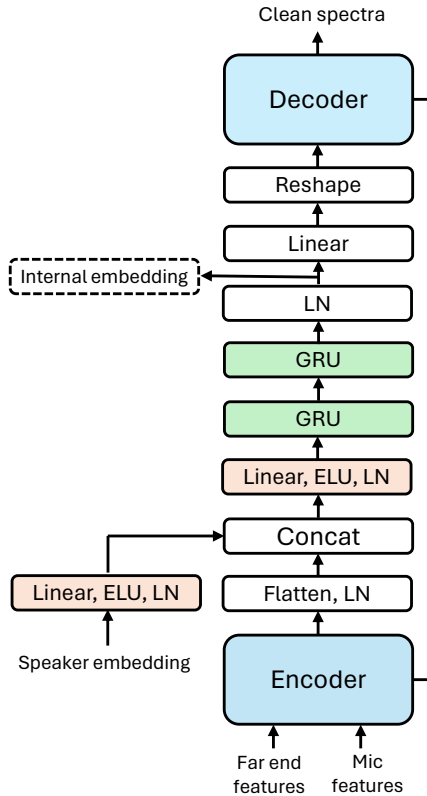 Clean spectra
Decoder
Reshape
Linear
Internal embedding
LN
GRU
GRU
Linear, ELU, LN
Concat
Linear, ELU, LN
Flatten, LN
Speaker embedding
Encoder
Far end
features
Mic
features